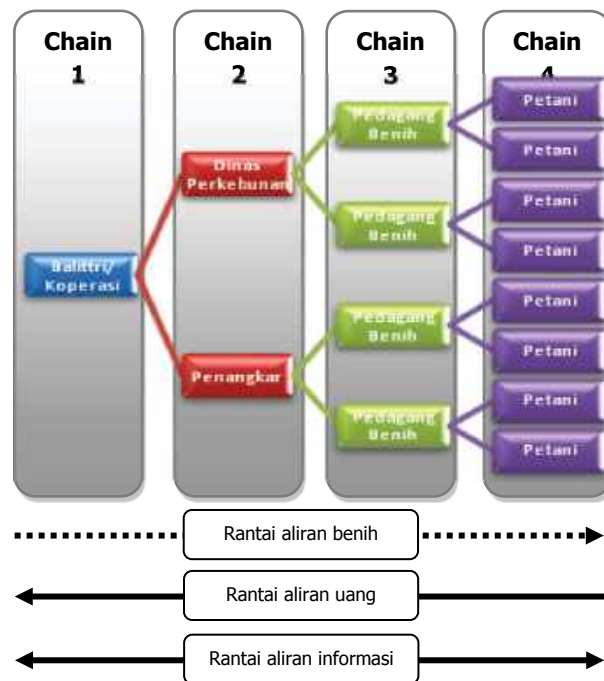 Chain
1
Chain
2
Chain
3
Chain
4
Balittri/
Koperasi
Dinas
Perkebunan
Penangkar
Pedagang
Benih
Pedagang
Benih
Pedagang
Benih
Pedagang
Benih
Petani
Petani
Petani
Petani
Petani
Petani
Petani
Petani
Rantai aliran benih
Rantai aliran uang
Rantai aliran informasi